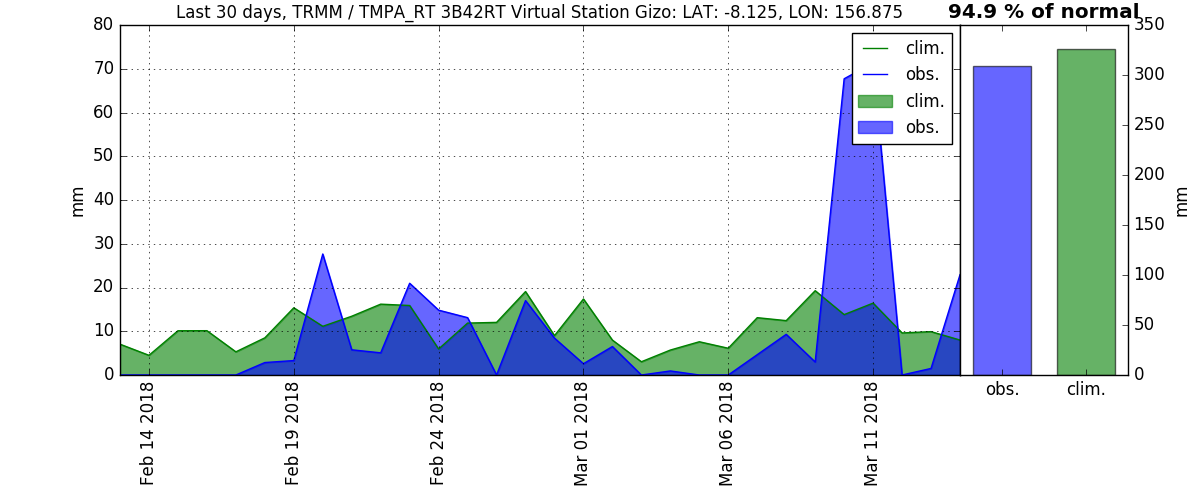 Last 30 days, TRMM / TMPA_RT 3B42RT Virtual Station Gizo: LAT: -8.125, LON: 156.875
94.9 % of normal
80
70
60
50
40
30
20
10
0
mm
clim.
obs.
clim.
obs.
350
300
250
200
150
100
50
0
mm
Feb 14 2018
Feb 19 2018
Feb 24 2018
Mar 01 2018
Mar 06 2018
Mar 11 2018
obs.
clim.